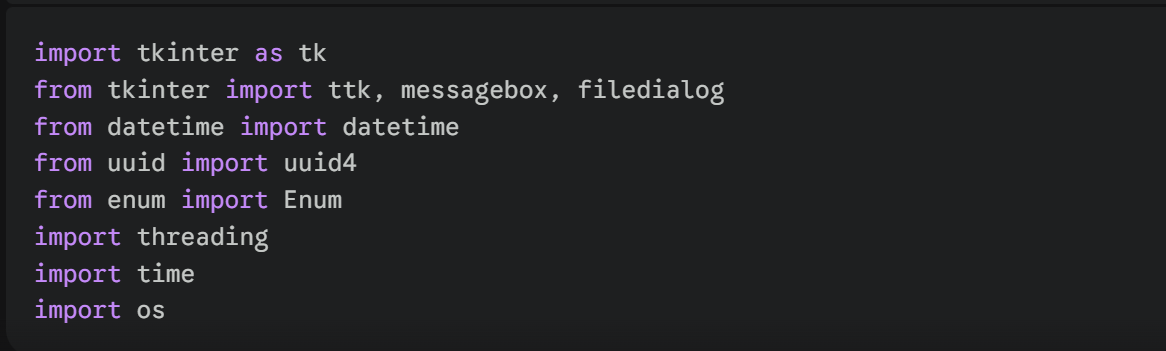 import tkinter as tk
from tkinter import ttk, messagebox, filedialog
from datetime import datetime
from uuid import uuid4
from enum import Enum
import threading
import time
import os